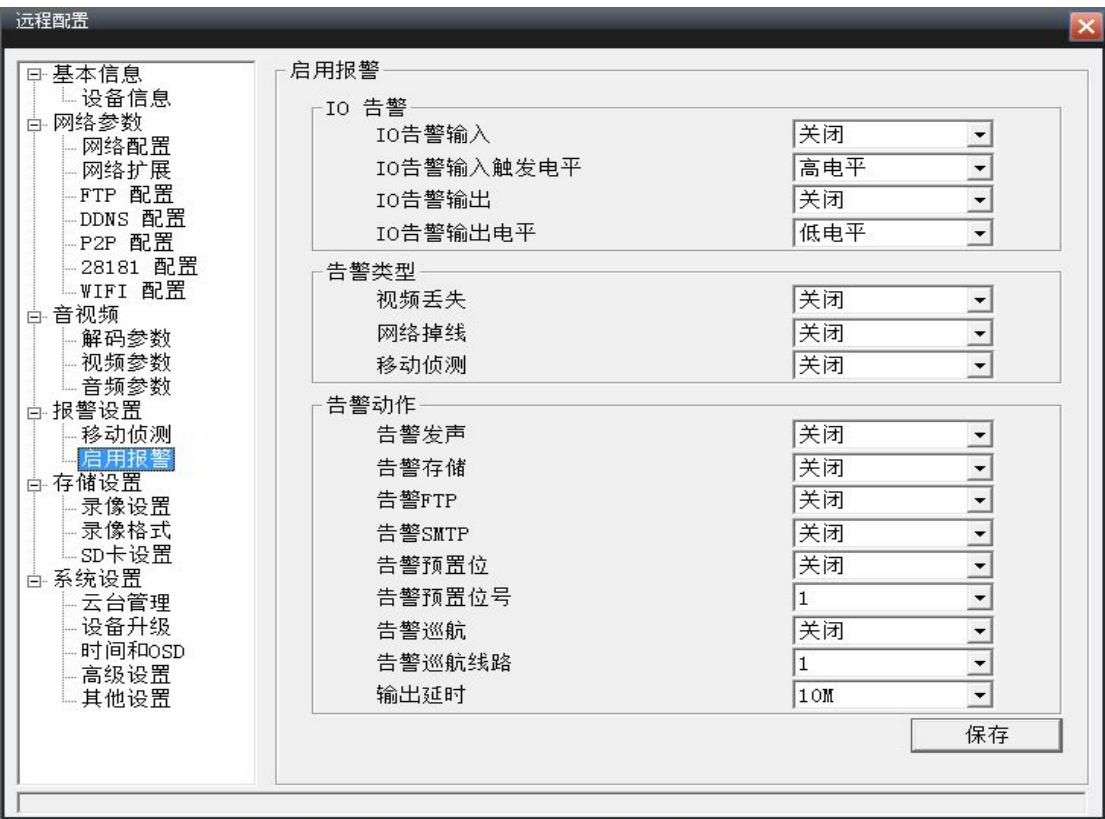 远程配置
基本信息
设备信息
网络参数
网络配置
网络扩展
FTP 配置
DDNS 配置
P2P 配置
28181 配置
WIFI 配置
音视频
解码参数
视频参数
音频参数
报警设置
移动侦测
启用报警
存储设置
录像设置
录像格式
SD卡设置
系统设置
云台管理
设备升级
时间和OSD
高级设置
其他设置
启用报警
IO 告警
IO告警输入 关闭
IO告警输入触发电平 高电平
IO告警输出 关闭
IO告警输出电平 低电平
告警类型
视频丢失 关闭
网络掉线 关闭
移动侦测 关闭
告警动作
告警发声 关闭
告警存储 关闭
告警FTP 关闭
告警SMTP 关闭
告警预置位 关闭
告警预置位号 1
告警巡航 关闭
告警巡航线路 1
输出延时 10M
保存